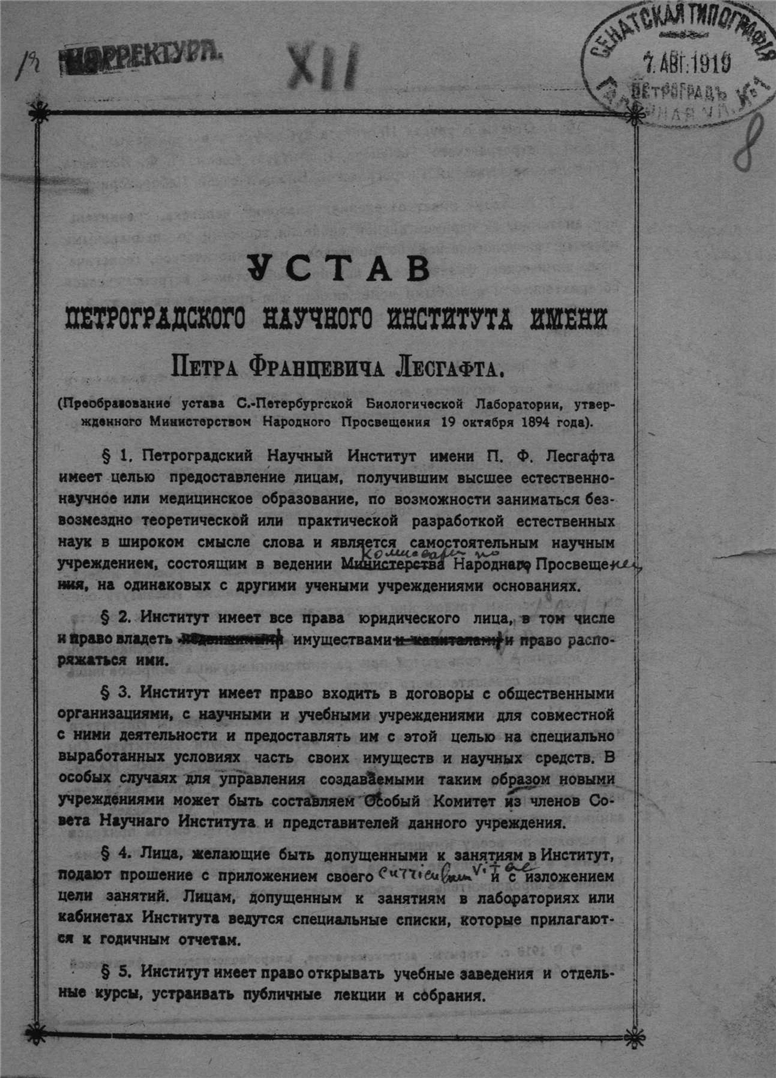 КОРРЕКТУРА.
XII
СЕНАТСКАЯ ТИПОГРАФІЯ
7. АВГ. 1919
ПЕТРОГРАДЪ
8
УСТАВ
ПЕТРОГРАДСКОГО НАУЧНОГО ИНСТИТУТА ИМЕНИ
ПЕТРА ФРАНЦЕВИЧА ЛЕСГАФТА.
(Преобразование устава С.-Петербургской Биологической Лаборатории, утвер-
жденного Министерством Народного Просвещения 19 октября 1894 года).
§ 1. Петроградский Научный Институт имени П. Ф. Лесгафта
имеет целью предоставление лицам, получившим высшее естественно-
научное или медицинское образование, по возможности заниматься без-
возмездно теоретической или практической разработкой естественных
наук в широком смысле слова и является самостоятельным научным
учреждением, состоящим в ведении Министерства Народнаго Просвеще-
ния, на одинаковых с другими учеными учреждениями основаниях.
§ 2. Институт имеет все права юридического лица, в том числе
и право владеть имуществами и капиталами и право распо-
ряжаться ими.
§ 3. Институт имеет право входить в договоры с общественными
организациями, с научными и учебными учреждениями для совместной
с ними деятельности и предоставлять им с этой целью на специально
выработанных условиях часть своих имуществ и научных средств. В
особых случаях для управления создаваемыми таким образом новыми
учреждениями может быть составляем Особый Комитет из членов Со-
вета Научнаго Института и представителей данного учреждения.
§ 4. Лица, желающие быть допущенными к занятиям в Институт,
подают прошение с приложением своего curriculum vitae и с изложением
цели занятий. Лицам, допущенным к занятиям в лабораториях или
кабинетах Института ведутся специальные списки, которые прилагают-
ся к годичным отчетам.
§ 5. Институт имеет право открывать учебные заведения и отдель-
ные курсы, устраивать публичные лекции и собрания.